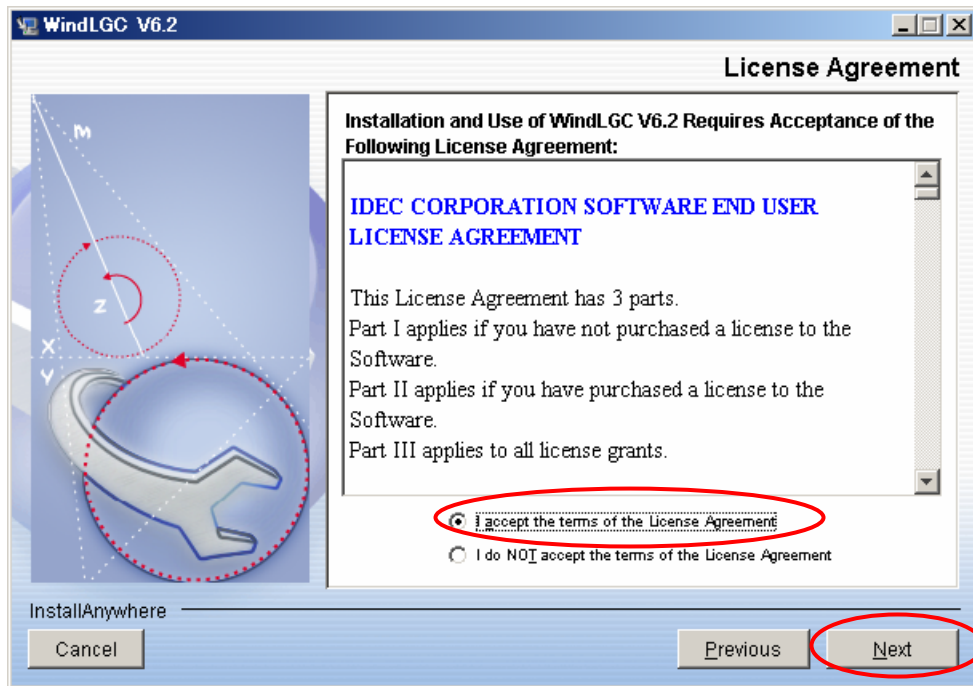 WindLGC V6.2
License Agreement
Installation and Use of WindLGC V6.2 Requires Acceptance of the
Following License Agreement:
IDEC CORPORATION SOFTWARE END USER
LICENSE AGREEMENT
This License Agreement has 3 parts.
Part I applies if you have not purchased a license to the
Software.
Part II applies if you have purchased a license to the
Software.
Part III applies to all license grants.
M
Z
X
Y
I accept the terms of the License Agreement
I do NOT accept the terms of the License Agreement
InstallAnywhere
Cancel
Previous
Next